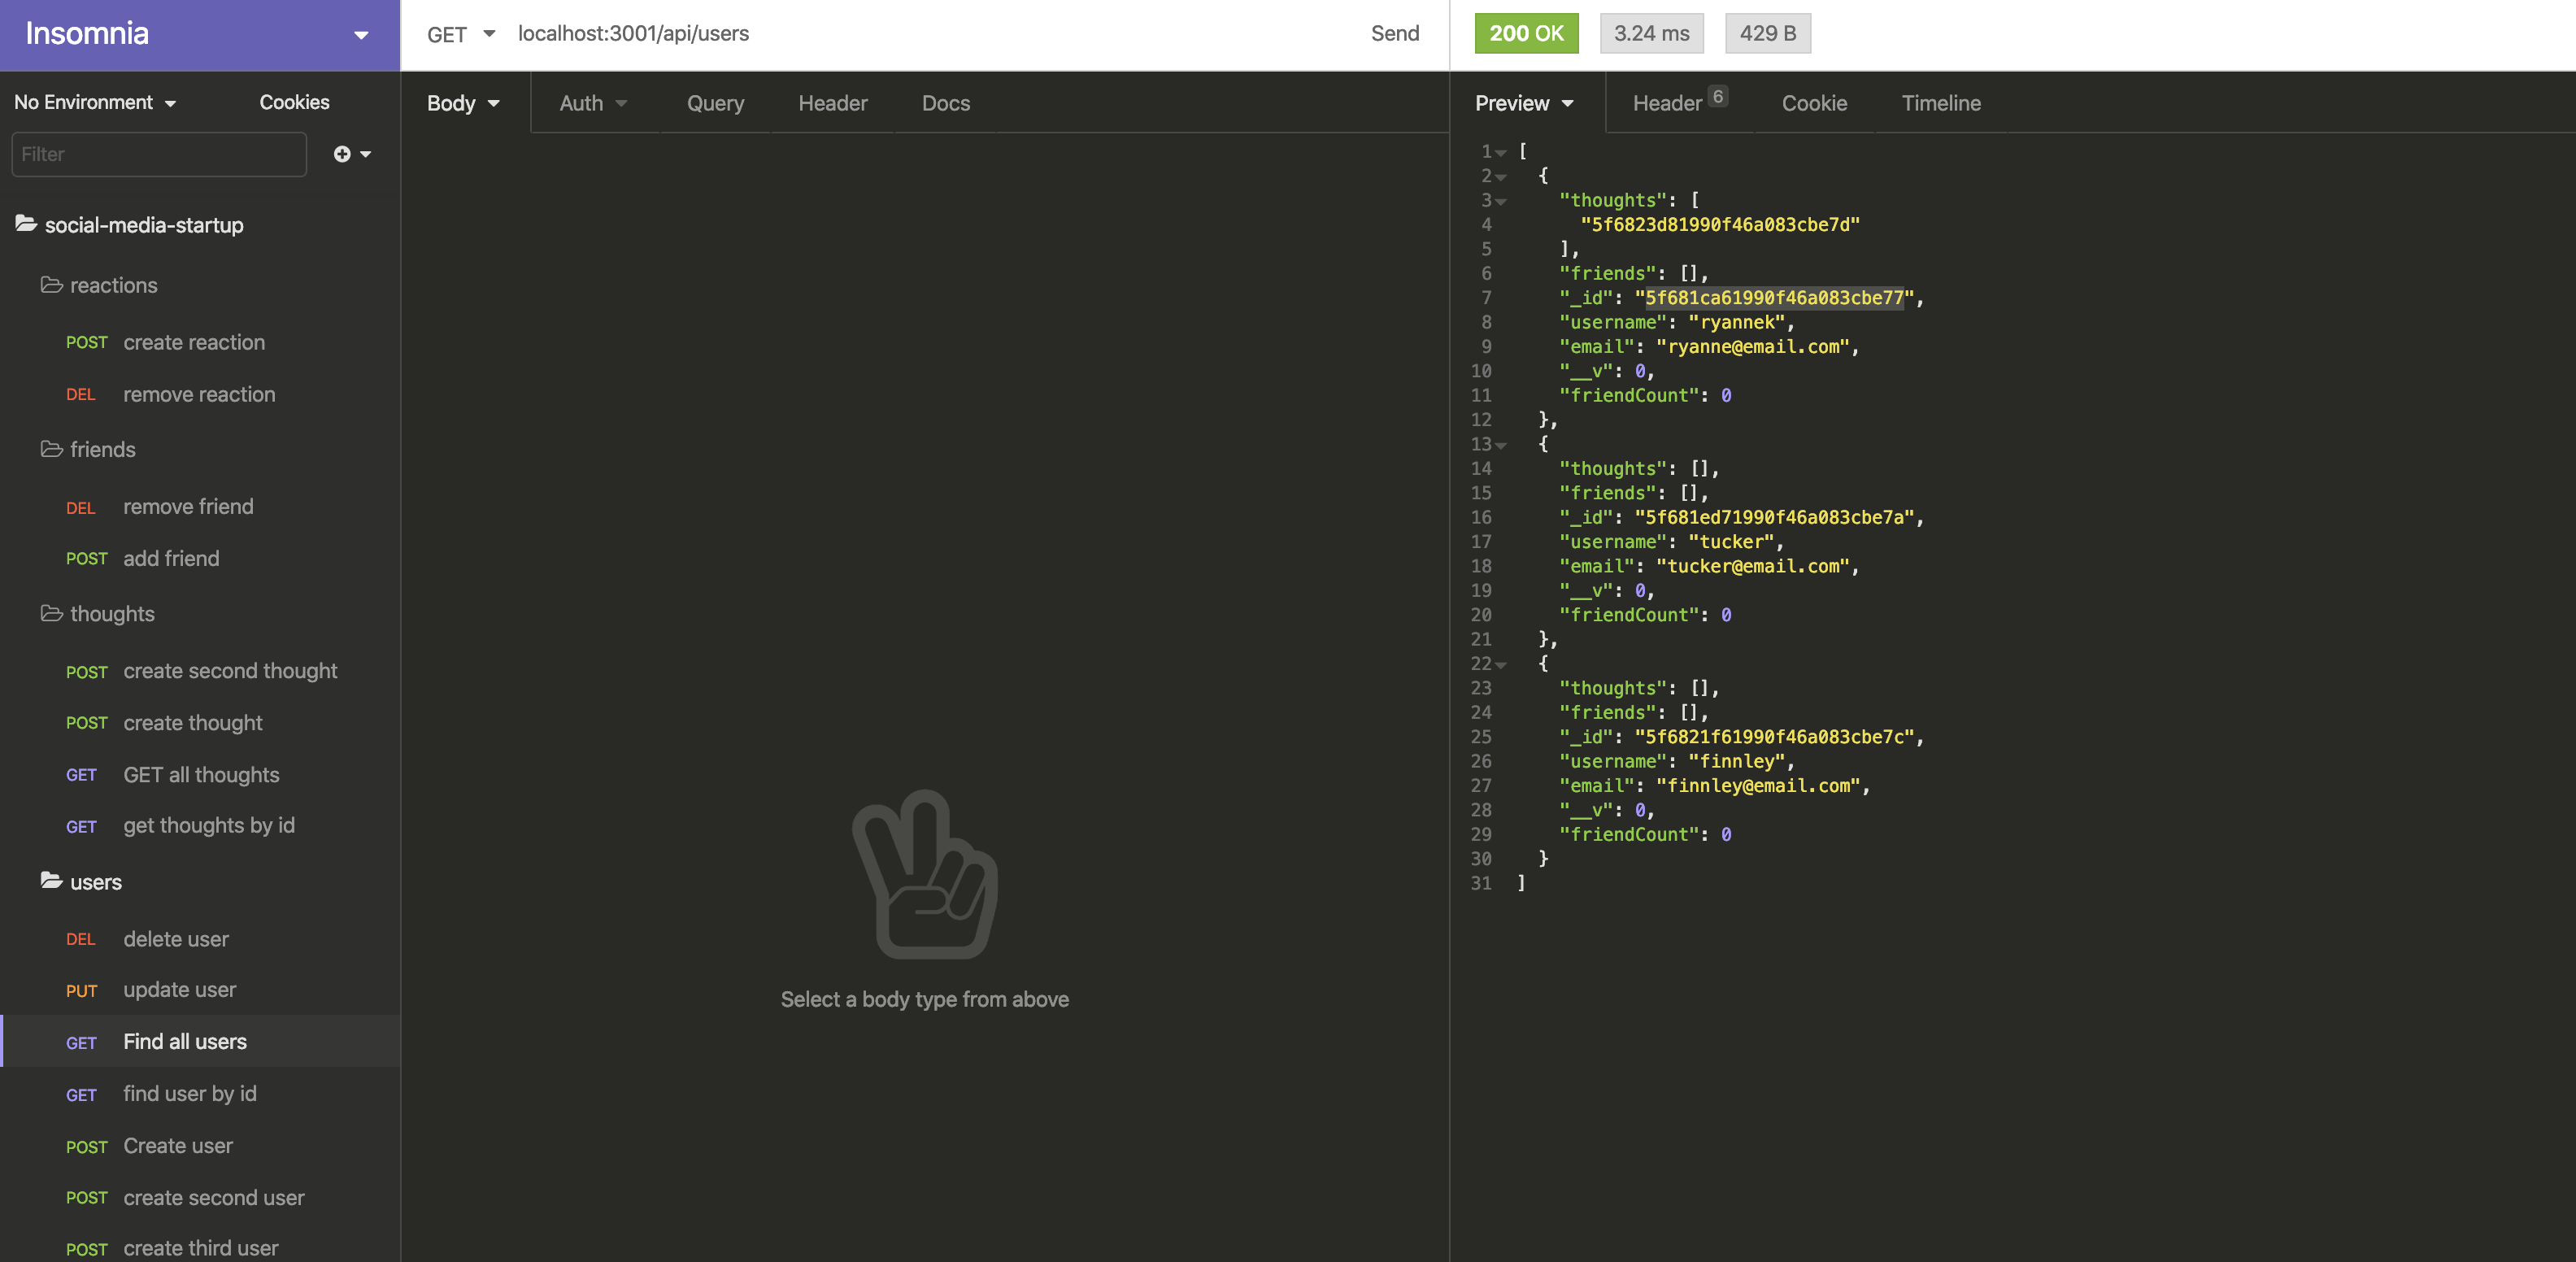 Insomnia
No Environment Cookies
Filter
social-media-startup
reactions
POST create reaction
DEL remove reaction
friends
DEL remove friend
POST add friend
thoughts
POST create second thought
POST create thought
GET GET all thoughts
GET get thoughts by id
users
DEL delete user
PUT update user
GET Find all users
GET find user by id
POST Create user
POST create second user
POST create third user
GET localhost:3001/api/users Send
Body Auth Query Header Docs
Select a body type from above
200 OK 3.24 ms 429 B
Preview Header 6 Cookie Timeline
1 [
2 {
3 "thoughts": [
4 "5f6823d81990f46a083cbe7d"
5 ],
6 "friends": [],
7 "_id": "5f681ca61990f46a083cbe77",
8 "username": "ryannek",
9 "email": "ryanne@email.com",
10 "__v": 0,
11 "friendCount": 0
12 },
13 {
14 "thoughts": [],
15 "friends": [],
16 "_id": "5f681ed71990f46a083cbe7a",
17 "username": "tucker",
18 "email": "tucker@email.com",
19 "__v": 0,
20 "friendCount": 0
21 },
22 {
23 "thoughts": [],
24 "friends": [],
25 "_id": "5f6821f61990f46a083cbe7c",
26 "username": "finnley",
27 "email": "finnley@email.com",
28 "__v": 0,
29 "friendCount": 0
30 }
31 ]